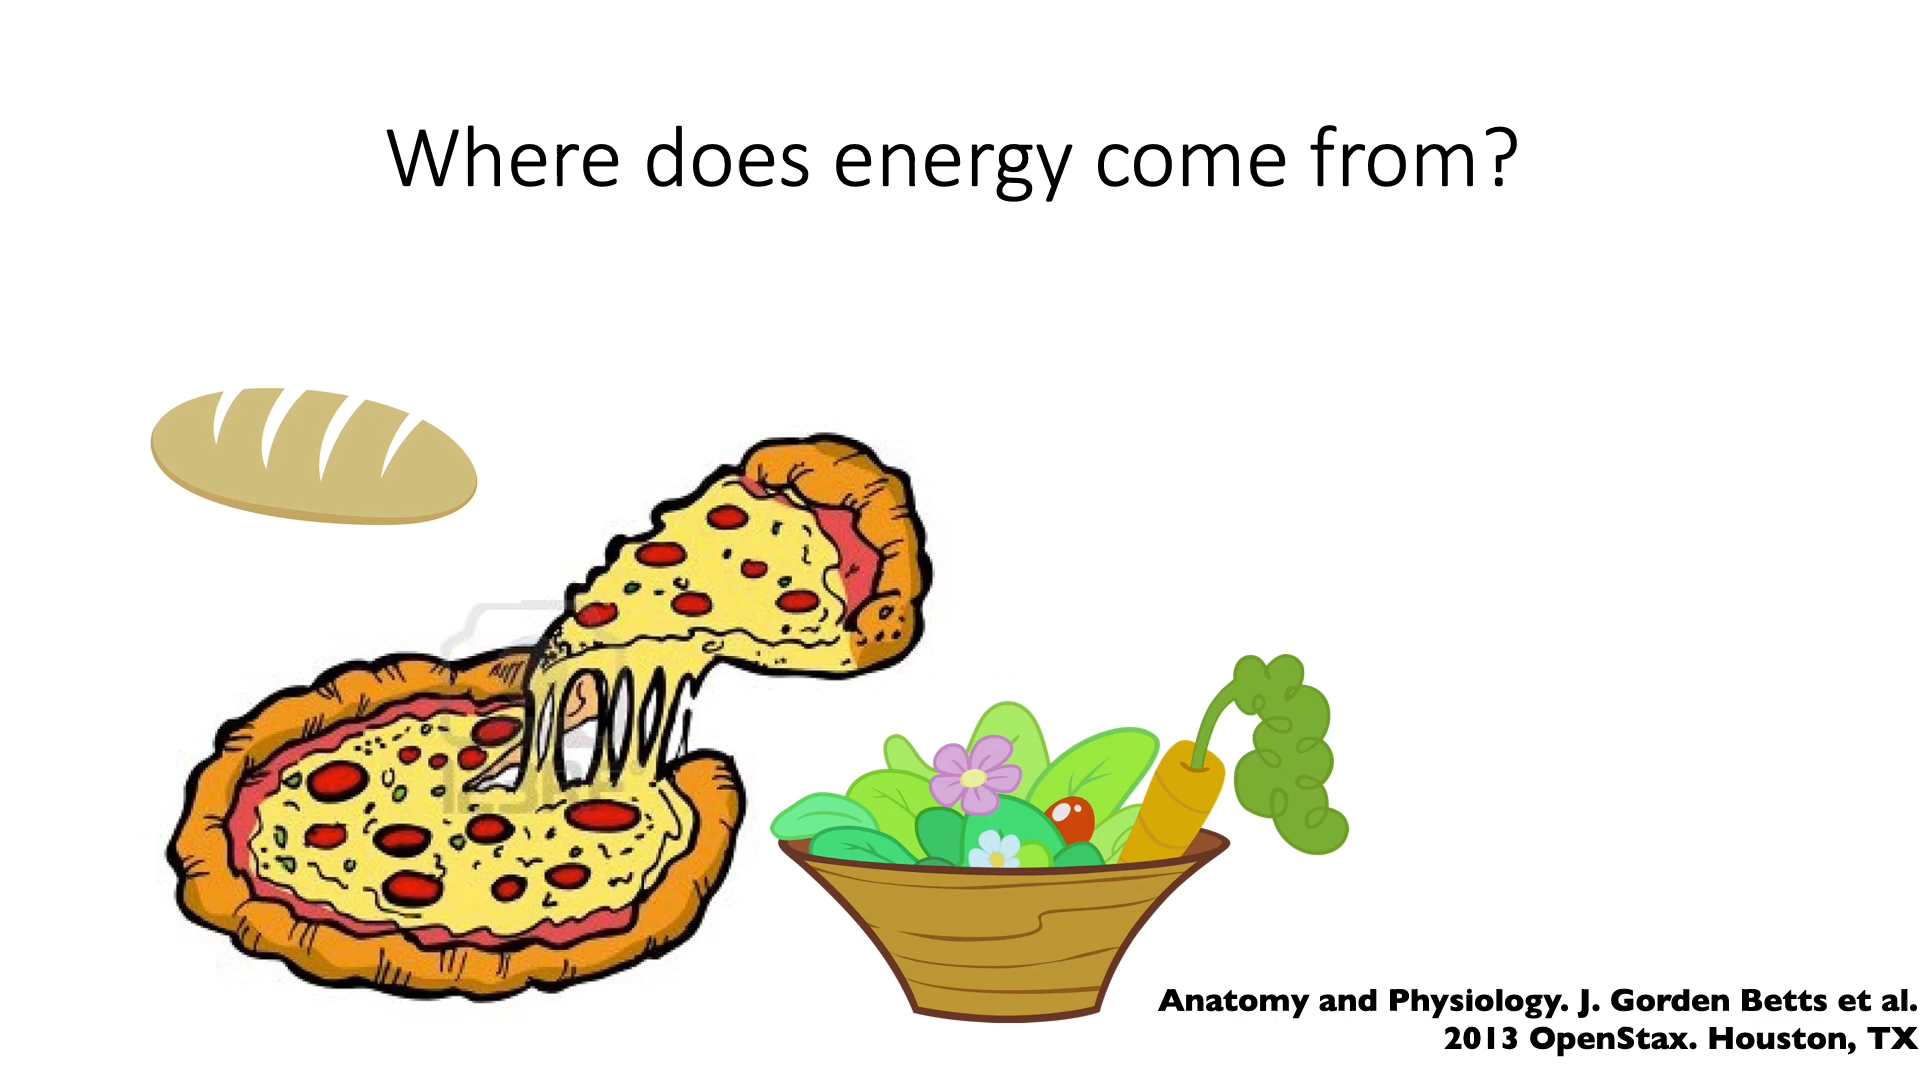 Where does energy come from?
Anatomy and Physiology. J. Gorden Betts et al.
2013 OpenStax. Houston, TX